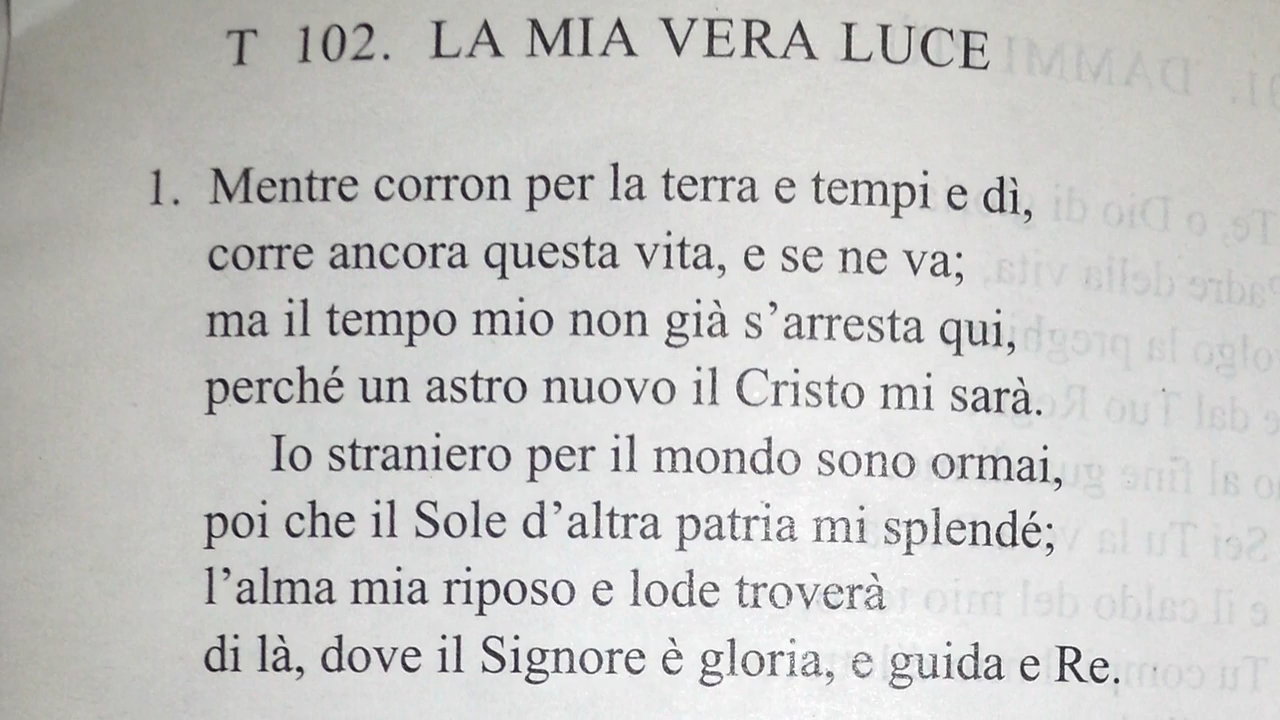 T 102. LA MIA VERA LUCE
1. Mentre corron per la terra e tempi e dì,
corre ancora questa vita, e se ne va;
ma il tempo mio non già s'arresta qui,
perché un astro nuovo il Cristo mi sarà.
Io straniero per il mondo sono ormai,
poi che il Sole d'altra patria mi splendé;
l'alma mia riposo e lode troverà
di là, dove il Signore è gloria, e guida e Re.